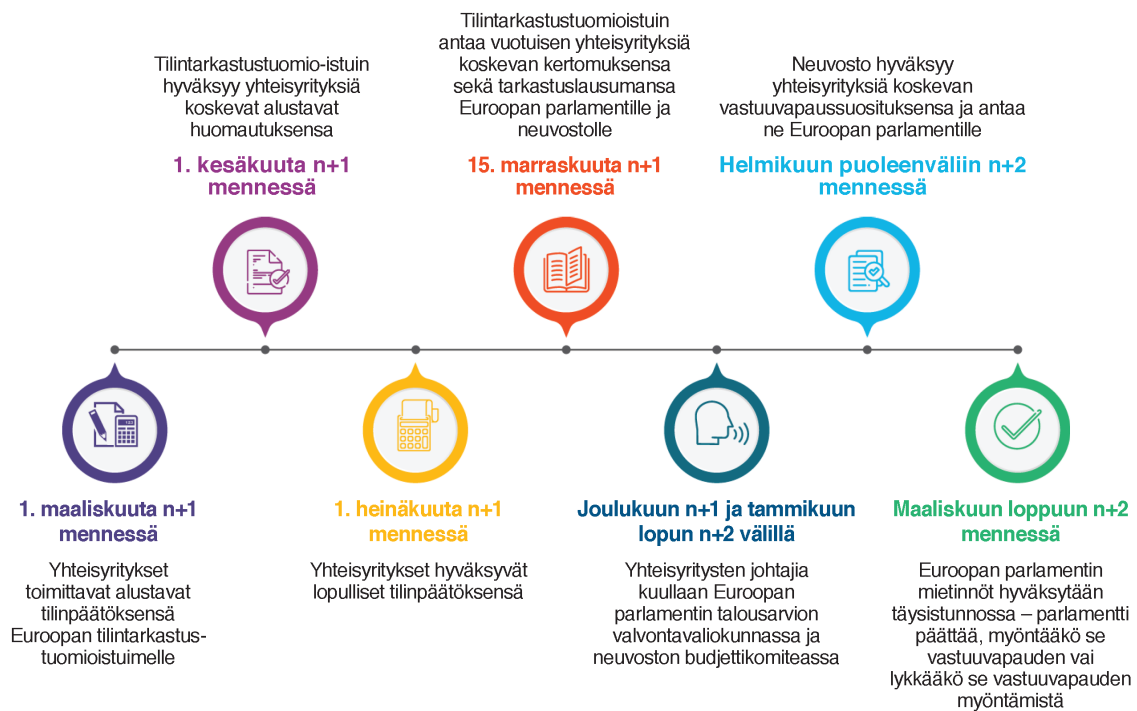 Tilintarkastustuomio-istuin
hyväksyy yhteisyrityksiä
koskevat alustavat
huomautuksensa
1. kesäkuuta n+1
mennessä
Tilintarkastustuomioistuin
antaa vuotuisen yhteisyrityksiä
koskevan kertomuksensa
sekä tarkastuslausumansa
Euroopan parlamentille ja
neuvostolle
15. marraskuuta n+1
mennessä
Neuvosto hyväksyy
yhteisyrityksiä koskevan
vastuuvapaussuosituksensa ja antaa
ne Euroopan parlamentille
Helmikuun puoleenväliin n+2
mennessä
1. maaliskuuta n+1
mennessä
Yhteisyritykset
toimittavat alustavat
tilinpäätöksensä
Euroopan tilintarkastus-
tuomioistuimelle
1. heinäkuuta n+1
mennessä
Yhteisyritykset hyväksyvät
lopulliset tilinpäätöksensä
Joulukuun n+1 ja tammikuun
lopun n+2 välillä
Yhteisyritysten johtajia
kuullaan Euroopan
parlamentin talousarvion
valvontavaliokunnassa ja
neuvoston budjettikomiteassa
Maaliskuun loppuun n+2
mennessä
Euroopan parlamentin
mietinnöt hyväksytään
täysistunnossa – parlamentti
päättää, myöntääkö se
vastuuvapauden vai
lykkääkö se vastuuvapauden
myöntämistä